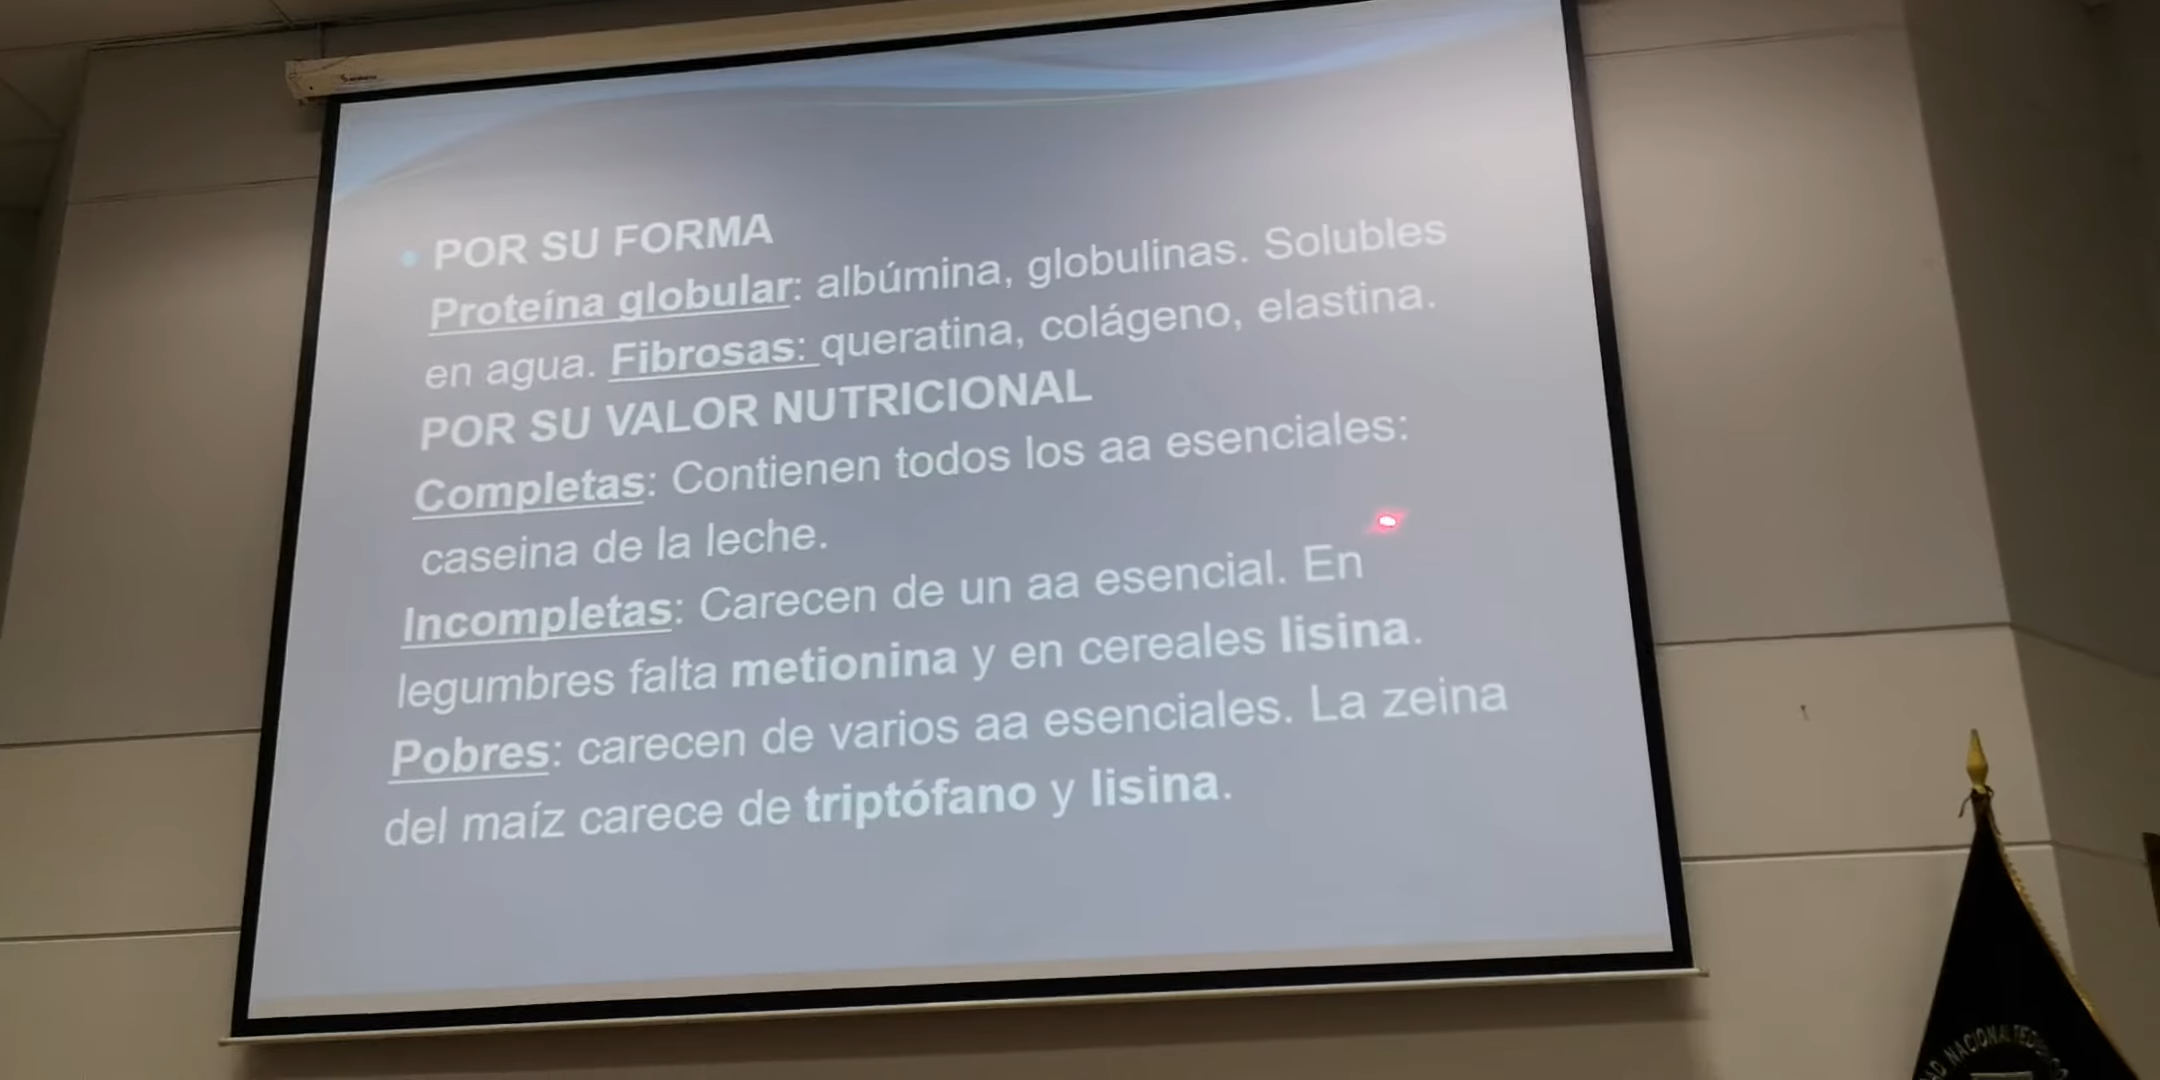 POR SU FORMA
Proteína globular: albúmina, globulinas. Solubles
en agua. Fibrosas: queratina, colágeno, elastina.
POR SU VALOR NUTRICIONAL
Completas: Contienen todos los aa esenciales:
caseina de la leche.
Incompletas: Carecen de un aa esencial. En
legumbres falta metionina y en cereales lisina.
Pobres: carecen de varios aa esenciales. La zeina
del maíz carece de triptófano y lisina.
NACIONAL